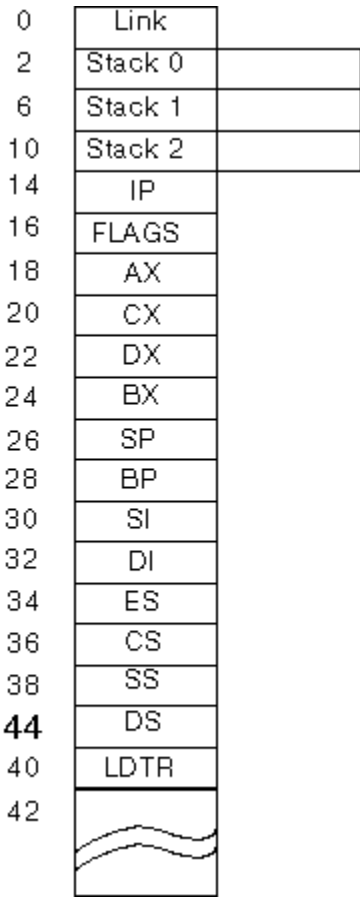 0 Link
2 Stack 0
6 Stack 1
10 Stack 2
14 IP
16 FLAGS
18 AX
20 CX
22 DX
24 BX
26 SP
28 BP
30 SI
32 DI
34 ES
36 CS
38 SS
44 DS
40 LDTR
42